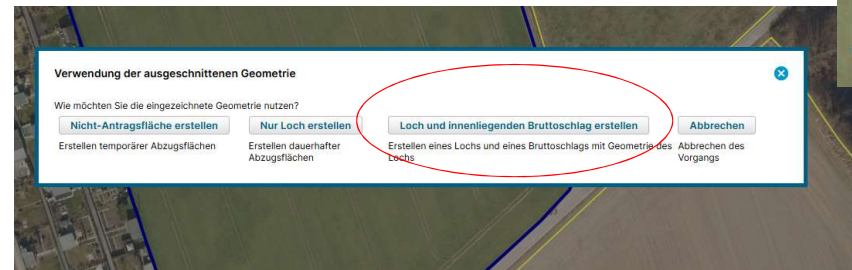 Verwendung der ausgeschnittenen Geometrie
Wie möchten Sie die eingezeichnete Geometrie nutzen?
Nicht-Antragsfläche erstellen
Nur Loch erstellen
Loch und innenliegenden Bruttoschlag erstellen
Abbrechen
Erstellen temporärer Abzugsflächen
Erstellen dauerhafter
Abzugsflächen
Erstellen eines Lochs und eines Bruttoschlags mit Geometrie des
Lochs
Abbrechen des
Vorgangs